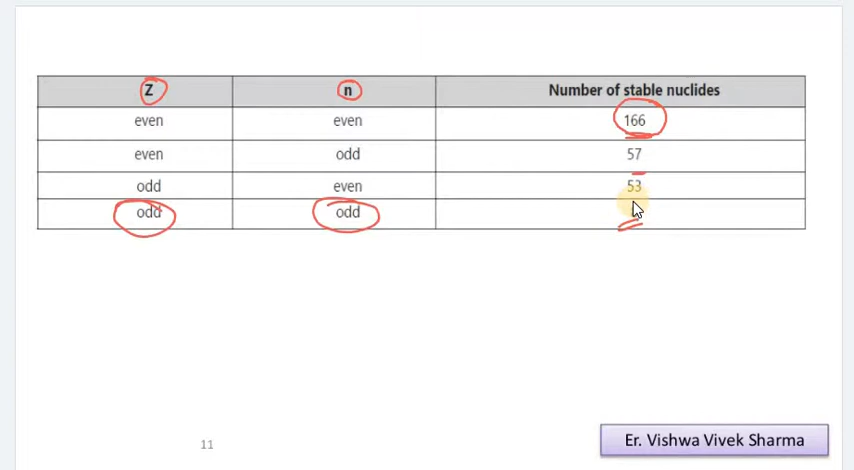 Z n Number of stable nuclides
even even 166
even odd 57
odd even 53
odd odd
11
Er. Vishwa Vivek Sharma